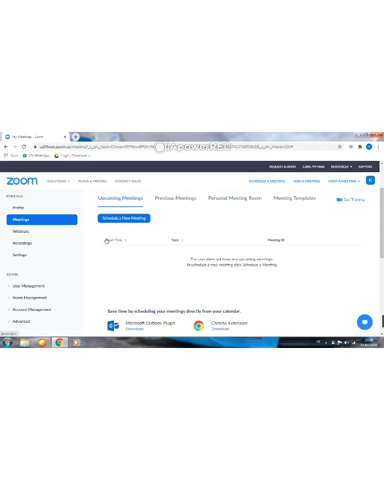 My Meetings - Zoom
Apps
(2) Whatsapp
REQUEST A DEMO
RESOURCES
SUPPORT
zoom
SOLUTIONS
PLANS & PRICING
CONTACT SALES
SCHEDULE A MEETING
JOIN A MEETING
HOST A MEETING
PERSONAL
Profile
Meetings
Webinars
Recordings
Settings
ADMIN
User Management
Room Management
Account Management
Advanced
Upcoming Meetings
Previous Meetings
Personal Meeting Room
Meeting Templates
Get Training
Schedule a New Meeting
Start Time
Topic
Meeting ID
The user does not have any upcoming meetings.
To schedule a new meeting click Schedule a Meeting.
Save time by scheduling your meetings directly from your calendar.
Microsoft Outlook Plugin
Download
Chrome Extension
Download